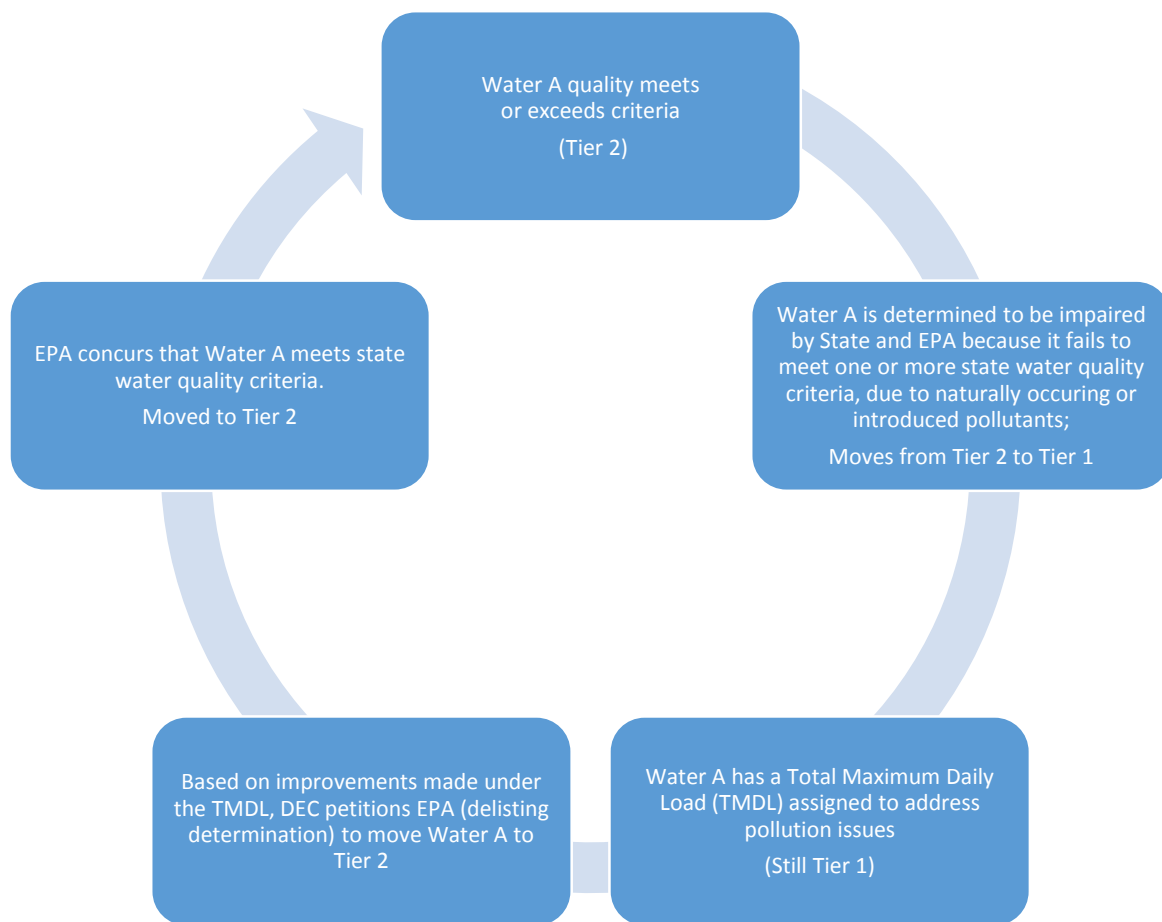 Water A quality meets
or exceeds criteria
(Tier 2)
Water A is determined to be impaired
by State and EPA because it fails to
meet one or more state water quality
criteria, due to naturally occuring or
introduced pollutants;
Moves from Tier 2 to Tier 1
Water A has a Total Maximum Daily
Load (TMDL) assigned to address
pollution issues
(Still Tier 1)
Based on improvements made under
the TMDL, DEC petitions EPA (delisting
determination) to move Water A to
Tier 2
EPA concurs that Water A meets state
water quality criteria.
Moved to Tier 2